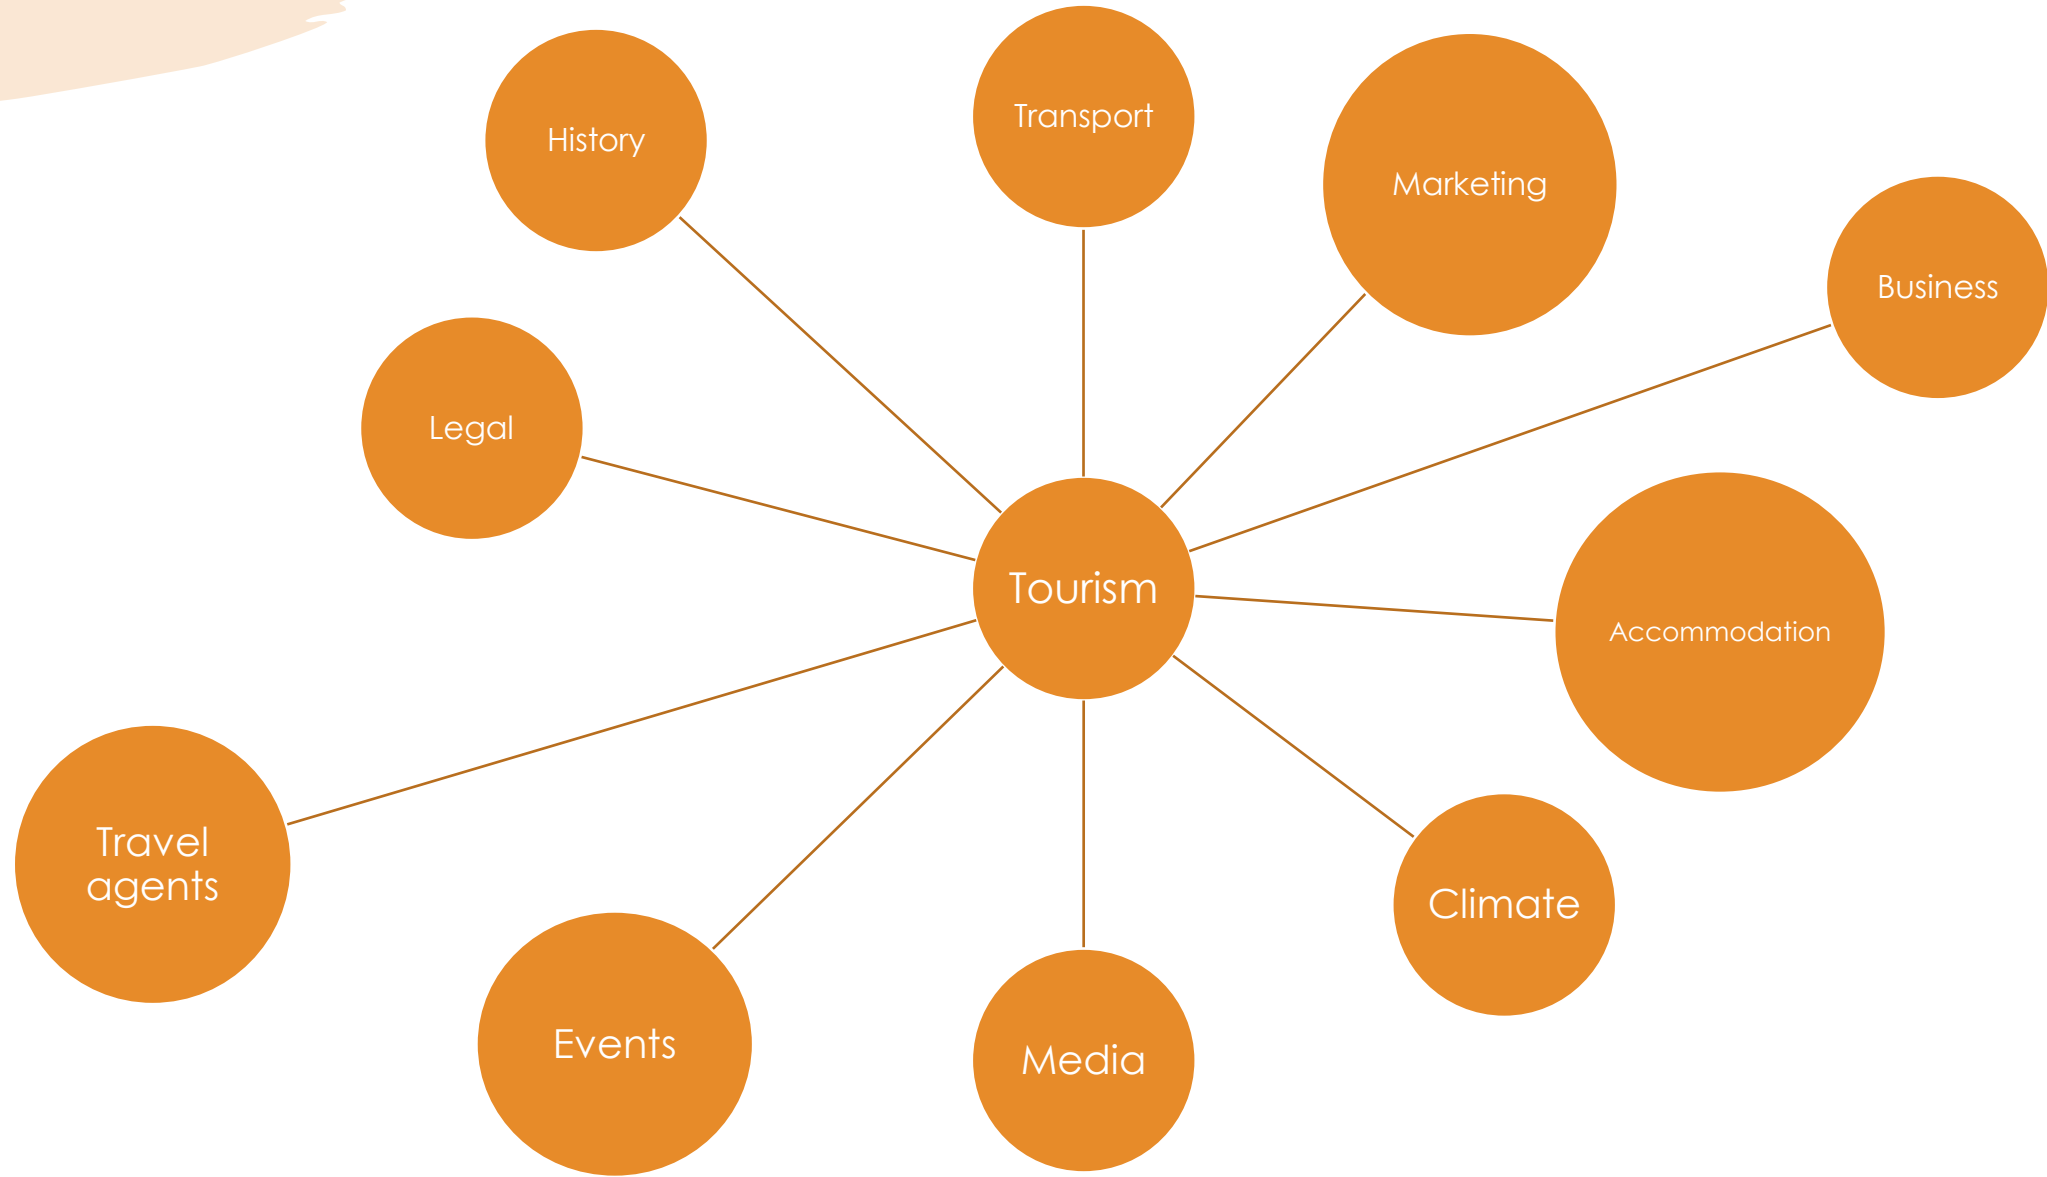 Transport
History
Marketing
Business
Legal
Tourism
Accommodation
Travel
agents
Climate
Events
Media